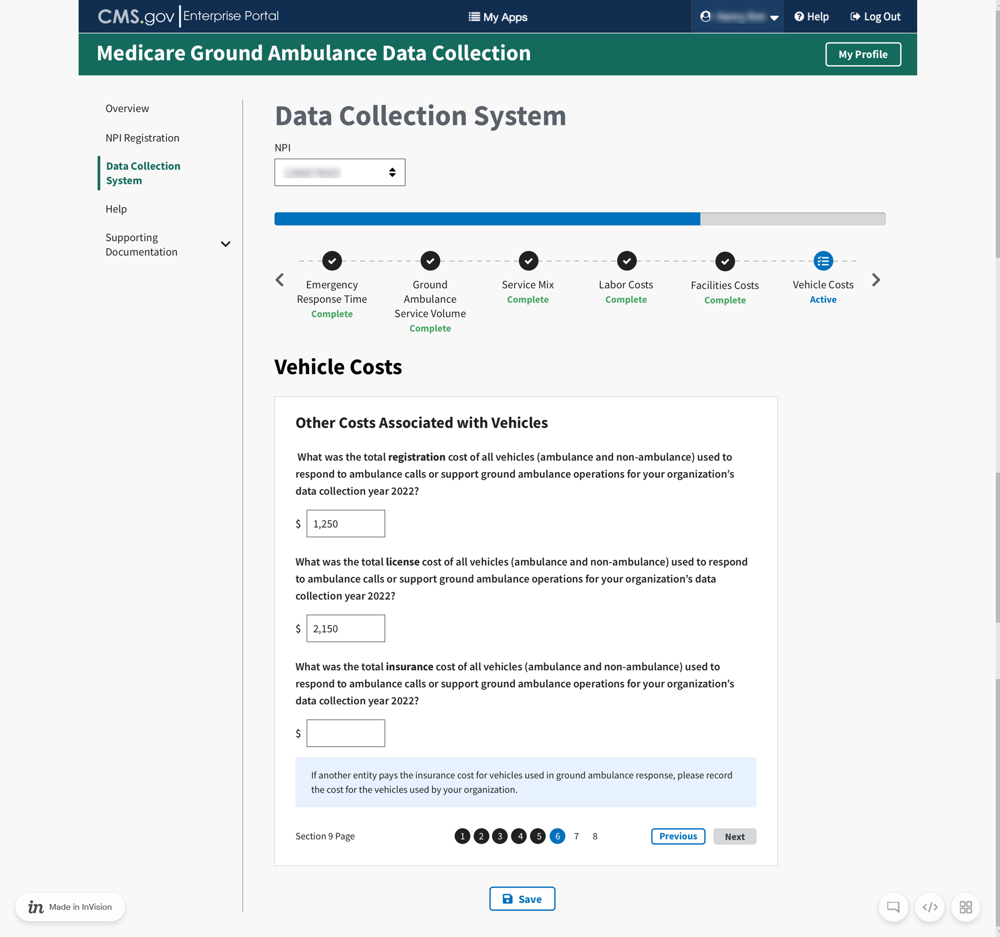 CMS.gov Enterprise Portal
My Apps
Help
Log Out
Medicare Ground Ambulance Data Collection
My Profile
Overview
NPI Registration
Data Collection
System
Help
Supporting
Documentation
Data Collection System
NPI
Emergency
Response Time
Complete
Ground
Ambulance
Service Volume
Complete
Service Mix
Complete
Labor Costs
Complete
Facilities Costs
Complete
Vehicle Costs
Active
Vehicle Costs
Other Costs Associated with Vehicles
What was the total registration cost of all vehicles (ambulance and non-ambulance) used to
respond to ambulance calls or support ground ambulance operations for your organization’s
data collection year 2022?
$ 1,250
What was the total license cost of all vehicles (ambulance and non-ambulance) used to respond
to ambulance calls or support ground ambulance operations for your organization’s data
collection year 2022?
$ 2,150
What was the total insurance cost of all vehicles (ambulance and non-ambulance) used to
respond to ambulance calls or support ground ambulance operations for your organization’s
data collection year 2022?
$
If another entity pays the insurance cost for vehicles used in ground ambulance response, please record
the cost for the vehicles used by your organization.
Section 9 Page 1 2 3 4 5 6 7 8 Previous Next
Save
in Made in InVision